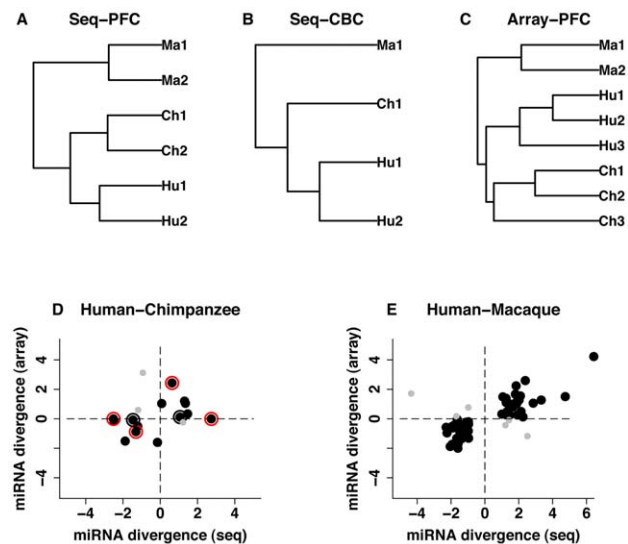 A Seq−PFC
Ma1
Ma2
Ch1
Ch2
Hu1
Hu2
B Seq−CBC
Ma1
Ch1
Hu1
Hu2
C Array−PFC
Ma1
Ma2
Hu1
Hu2
Hu3
Ch1
Ch2
Ch3
D Human−Chimpanzee
miRNA divergence (array)
4
2
0
−4
−4 −2 0 2 4
miRNA divergence (seq)
E Human−Macaque
miRNA divergence (array)
4
2
0
−4
−4 −2 0 2 4 6
miRNA divergence (seq)